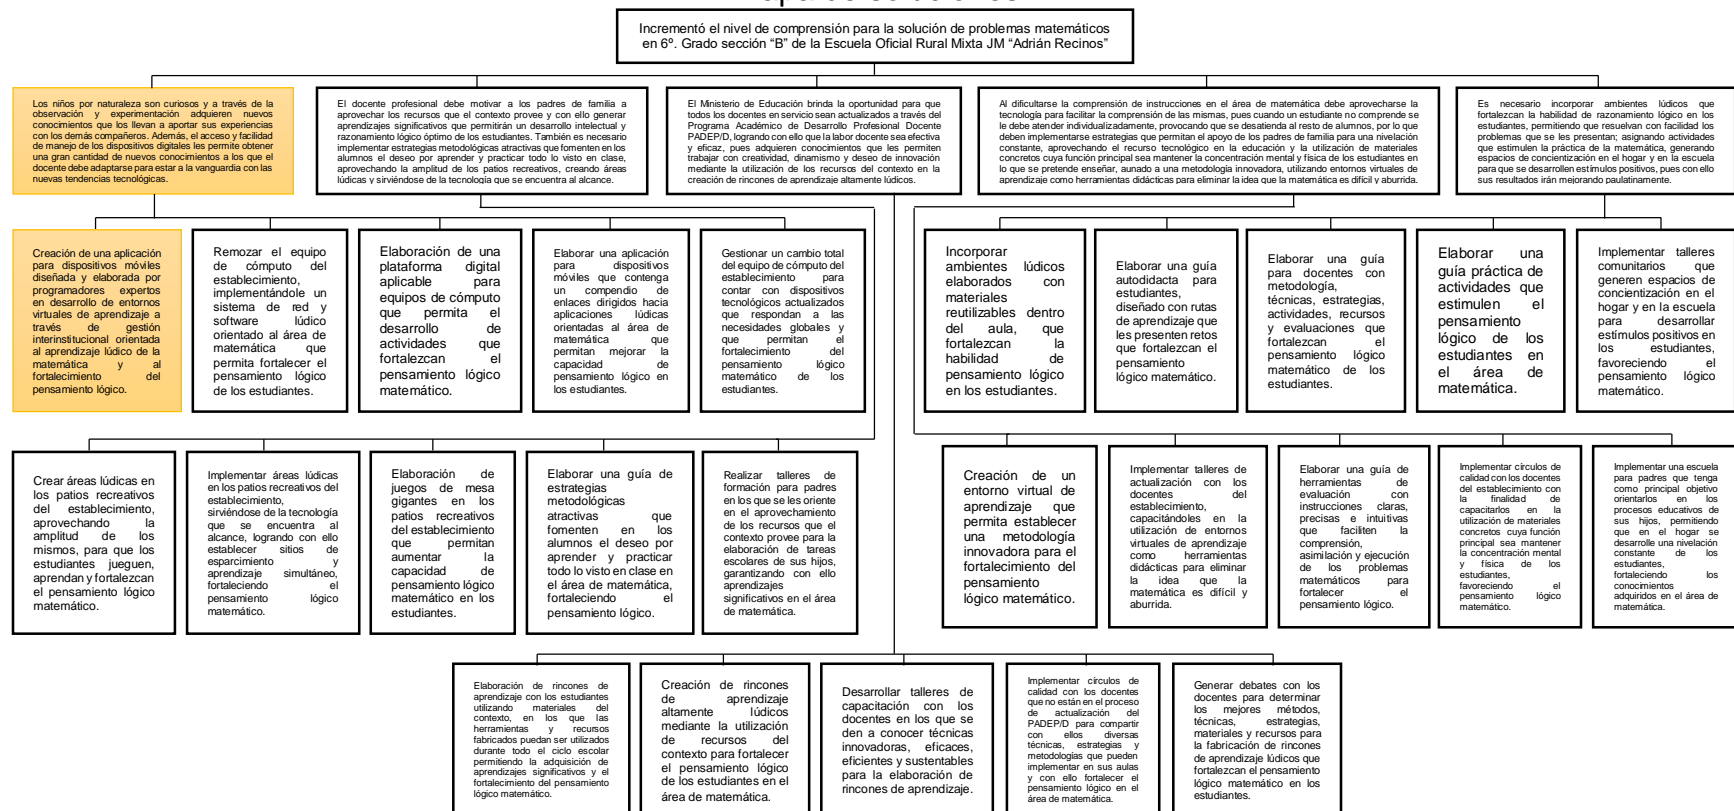 Incrementó el nivel de comprensión para la solución de problemas matemáticos
en 6º. Grado sección “B” de la Escuela Oficial Rural Mixta JM “Adrián Recinos”
Los niños por naturaleza son curiosos y a través de la
observación y experimentación adquieren nuevos
conocimientos que los llevan a aportar sus experiencias
con los demás compañeros. Además, el acceso y facilidad
de manejo de los dispositivos digitales les permite obtener
una gran cantidad de nuevos conocimientos a los que el
docente debe adaptarse para estar a la vanguardia con las
nuevas tendencias tecnológicas.
El docente profesional debe motivar a los padres de familia a
aprovechar los recursos que el contexto provee y con ello generar
aprendizajes significativos que permitirán un desarrollo intelectual y
razonamiento lógico óptimo de los estudiantes. También es necesario
implementar estrategias metodológicas atractivas que fomenten en los
alumnos el deseo por aprender y practicar todo lo visto en clase,
aprovechando la amplitud de los patios recreativos, creando áreas
lúdicas y sirviéndose de la tecnología que se encuentra al alcance.
El Ministerio de Educación brinda la oportunidad para que
todos los docentes en servicio sean actualizados a través del
Programa Académico de Desarrollo Profesional Docente
PADEP/D, logrando con ello que la labor docente sea efectiva
y eficaz, pues adquieren conocimientos que les permiten
trabajar con creatividad, dinamismo y deseo de innovación
mediante la utilización de los recursos del contexto en la
creación de rincones de aprendizaje altamente lúdicos.
Al dificultarse la comprensión de instrucciones en el área de matemática debe aprovecharse la
tecnología para facilitar la comprensión de las mismas, pues cuando un estudiante no comprende se
le debe atender individualizadamente, provocando que se desatienda al resto de alumnos, por lo que
deben implementarse estrategias que permitan el apoyo de los padres de familia para una nivelación
constante, aprovechando el recurso tecnológico en la educación y la utilización de materiales
concretos cuya función principal sea mantener la concentración mental y física de los estudiantes en
lo que se pretende enseñar, aunado a una metodología innovadora, utilizando entornos virtuales de
aprendizaje como herramientas didácticas para eliminar la idea que la matemática es difícil y aburrida.
Es necesario incorporar ambientes lúdicos que
fortalezcan la habilidad de razonamiento lógico en los
estudiantes, permitiendo que resuelvan con facilidad los
problemas que se les presentan; asignando actividades
que estimulen la práctica de la matemática, generando
espacios de concientización en el hogar y en la escuela
para que se desarrollen estímulos positivos, pues con ello
sus resultados irán mejorando paulatinamente.
Creación de una aplicación
para dispositivos móviles
diseñada y elaborada por
programadores expertos
en desarrollo de entornos
virtuales de aprendizaje a
través de gestión
interinstitucional orientada
al aprendizaje lúdico de la
matemática y al
fortalecimiento del
pensamiento lógico.
Remozar el equipo
de cómputo del
establecimiento,
implementándole un
sistema de red y
software lúdico
orientado al área de
matemática que
permita fortalecer el
pensamiento lógico
de los estudiantes.
Elaboración de una
plataforma digital
aplicable para
equipos de cómputo
que permita el
desarrollo de
actividades que
fortalezcan el
pensamiento lógico
matemático.
Elaborar una aplicación
para dispositivos
móviles que contenga
un compendio de
enlaces dirigidos hacia
aplicaciones lúdicas
orientadas al área de
matemática que
permitan mejorar la
capacidad de
pensamiento lógico en
los estudiantes.
Gestionar un cambio total
del equipo de cómputo del
establecimiento para
contar con dispositivos
tecnológicos actualizados
que respondan a las
necesidades globales y
que permitan el
fortalecimiento del
pensamiento lógico
matemático de los
estudiantes.
Incorporar
ambientes lúdicos
elaborados con
materiales
reutilizables dentro
del aula, que
fortalezcan la
habilidad de
pensamiento lógico
en los estudiantes.
Elaborar una guía
autodidacta para
estudiantes,
diseñado con rutas
de aprendizaje que
les presenten retos
que fortalezcan el
pensamiento
lógico matemático.
Elaborar una guía
para docentes con
metodología,
técnicas, estrategias,
actividades, recursos
y evaluaciones que
fortalezcan el
pensamiento lógico
matemático de los
estudiantes.
Elaborar una
guía práctica de
actividades que
estimulen el
pensamiento
lógico de los
estudiantes en
el área de
matemática.
Implementar talleres
comunitarios que
generen espacios de
concientización en el
hogar y en la escuela
para desarrollar
estímulos positivos en
los estudiantes,
favoreciendo el
pensamiento lógico
matemático.
Crear áreas lúdicas en
los patios recreativos
del establecimiento,
aprovechando la
amplitud de los
mismos, para que los
estudiantes jueguen,
aprendan y fortalezcan
el pensamiento lógico
matemático.
Implementar áreas lúdicas
en los patios recreativos del
establecimiento,
sirviéndose de la tecnología
que se encuentra al
alcance, logrando con ello
establecer sitios de
esparcimiento y
aprendizaje simultáneo,
fortaleciendo el
pensamiento lógico
matemático.
Elaboración de
juegos de mesa
gigantes en los
patios recreativos
del establecimiento
que permitan
aumentar la
capacidad de
pensamiento lógico
matemático en los
estudiantes.
Elaborar una guía de
estrategias
metodológicas
atractivas que
fomenten en los
alumnos el deseo por
aprender y practicar
todo lo visto en clase en
el área de matemática,
fortaleciendo el
pensamiento lógico.
Realizar talleres de
formación para padres
en los que se les oriente
en el aprovechamiento
de los recursos que el
contexto provee para la
elaboración de tareas
escolares de sus hijos,
garantizando con ello
aprendizajes
significativos en el área
de matemática.
Creación de un
entorno virtual de
aprendizaje que
permita establecer
una metodología
innovadora para el
fortalecimiento del
pensamiento
lógico matemático.
Implementar talleres de
actualización con los
docentes del
establecimiento,
capacitándoles en la
utilización de entornos
virtuales de aprendizaje
como herramientas
didácticas para eliminar
la idea que la
matemática es difícil y
aburrida.
Elaborar una guía de
herramientas de
evaluación con
instrucciones claras,
precisas e intuitivas
que faciliten la
comprensión,
asimilación y ejecución
de los problemas
matemáticos para
fortalecer el
pensamiento lógico.
Implementar círculos de
calidad con los docentes
del establecimiento con
la finalidad de
capacitarlos en la
utilización de materiales
concretos cuya función
principal sea mantener
la concentración mental
y física de los
estudiantes,
favoreciendo el
pensamiento lógico
matemático.
Implementar una escuela
para padres que tenga
como principal objetivo
orientarlos en los
procesos educativos de
sus hijos, permitiendo
que en el hogar se
desarrolle una nivelación
constante de los
estudiantes,
fortaleciendo los
conocimientos
adquiridos en el área de
matemática.
Elaboración de rincones de
aprendizaje con los estudiantes
utilizando materiales del
contexto, en los que las
herramientas y recursos
fabricados puedan ser utilizados
durante todo el ciclo escolar
permitiendo la adquisición de
aprendizajes significativos y el
fortalecimiento del pensamiento
lógico matemático.
Creación de rincones
de aprendizaje
altamente lúdicos
mediante la utilización
de recursos del
contexto para fortalecer
el pensamiento lógico
de los estudiantes en el
área de matemática.
Desarrollar talleres de
capacitación con los
docentes en los que se
den a conocer técnicas
innovadoras, eficaces,
eficientes y sustentables
para la elaboración de
rincones de aprendizaje.
Implementar círculos de
calidad con los docentes
que no están en el proceso
de actualización del
PADEP/D para compartir
con ellos diversas
técnicas, estrategias y
metodologías que pueden
implementar en sus aulas
y con ello fortalecer el
pensamiento lógico en el
área de matemática.
Generar debates con los
docentes para determinar
los mejores métodos,
técnicas, estrategias,
materiales y recursos para
la fabricación de rincones
de aprendizaje lúdicos que
fortalezcan el pensamiento
lógico matemático en los
estudiantes.